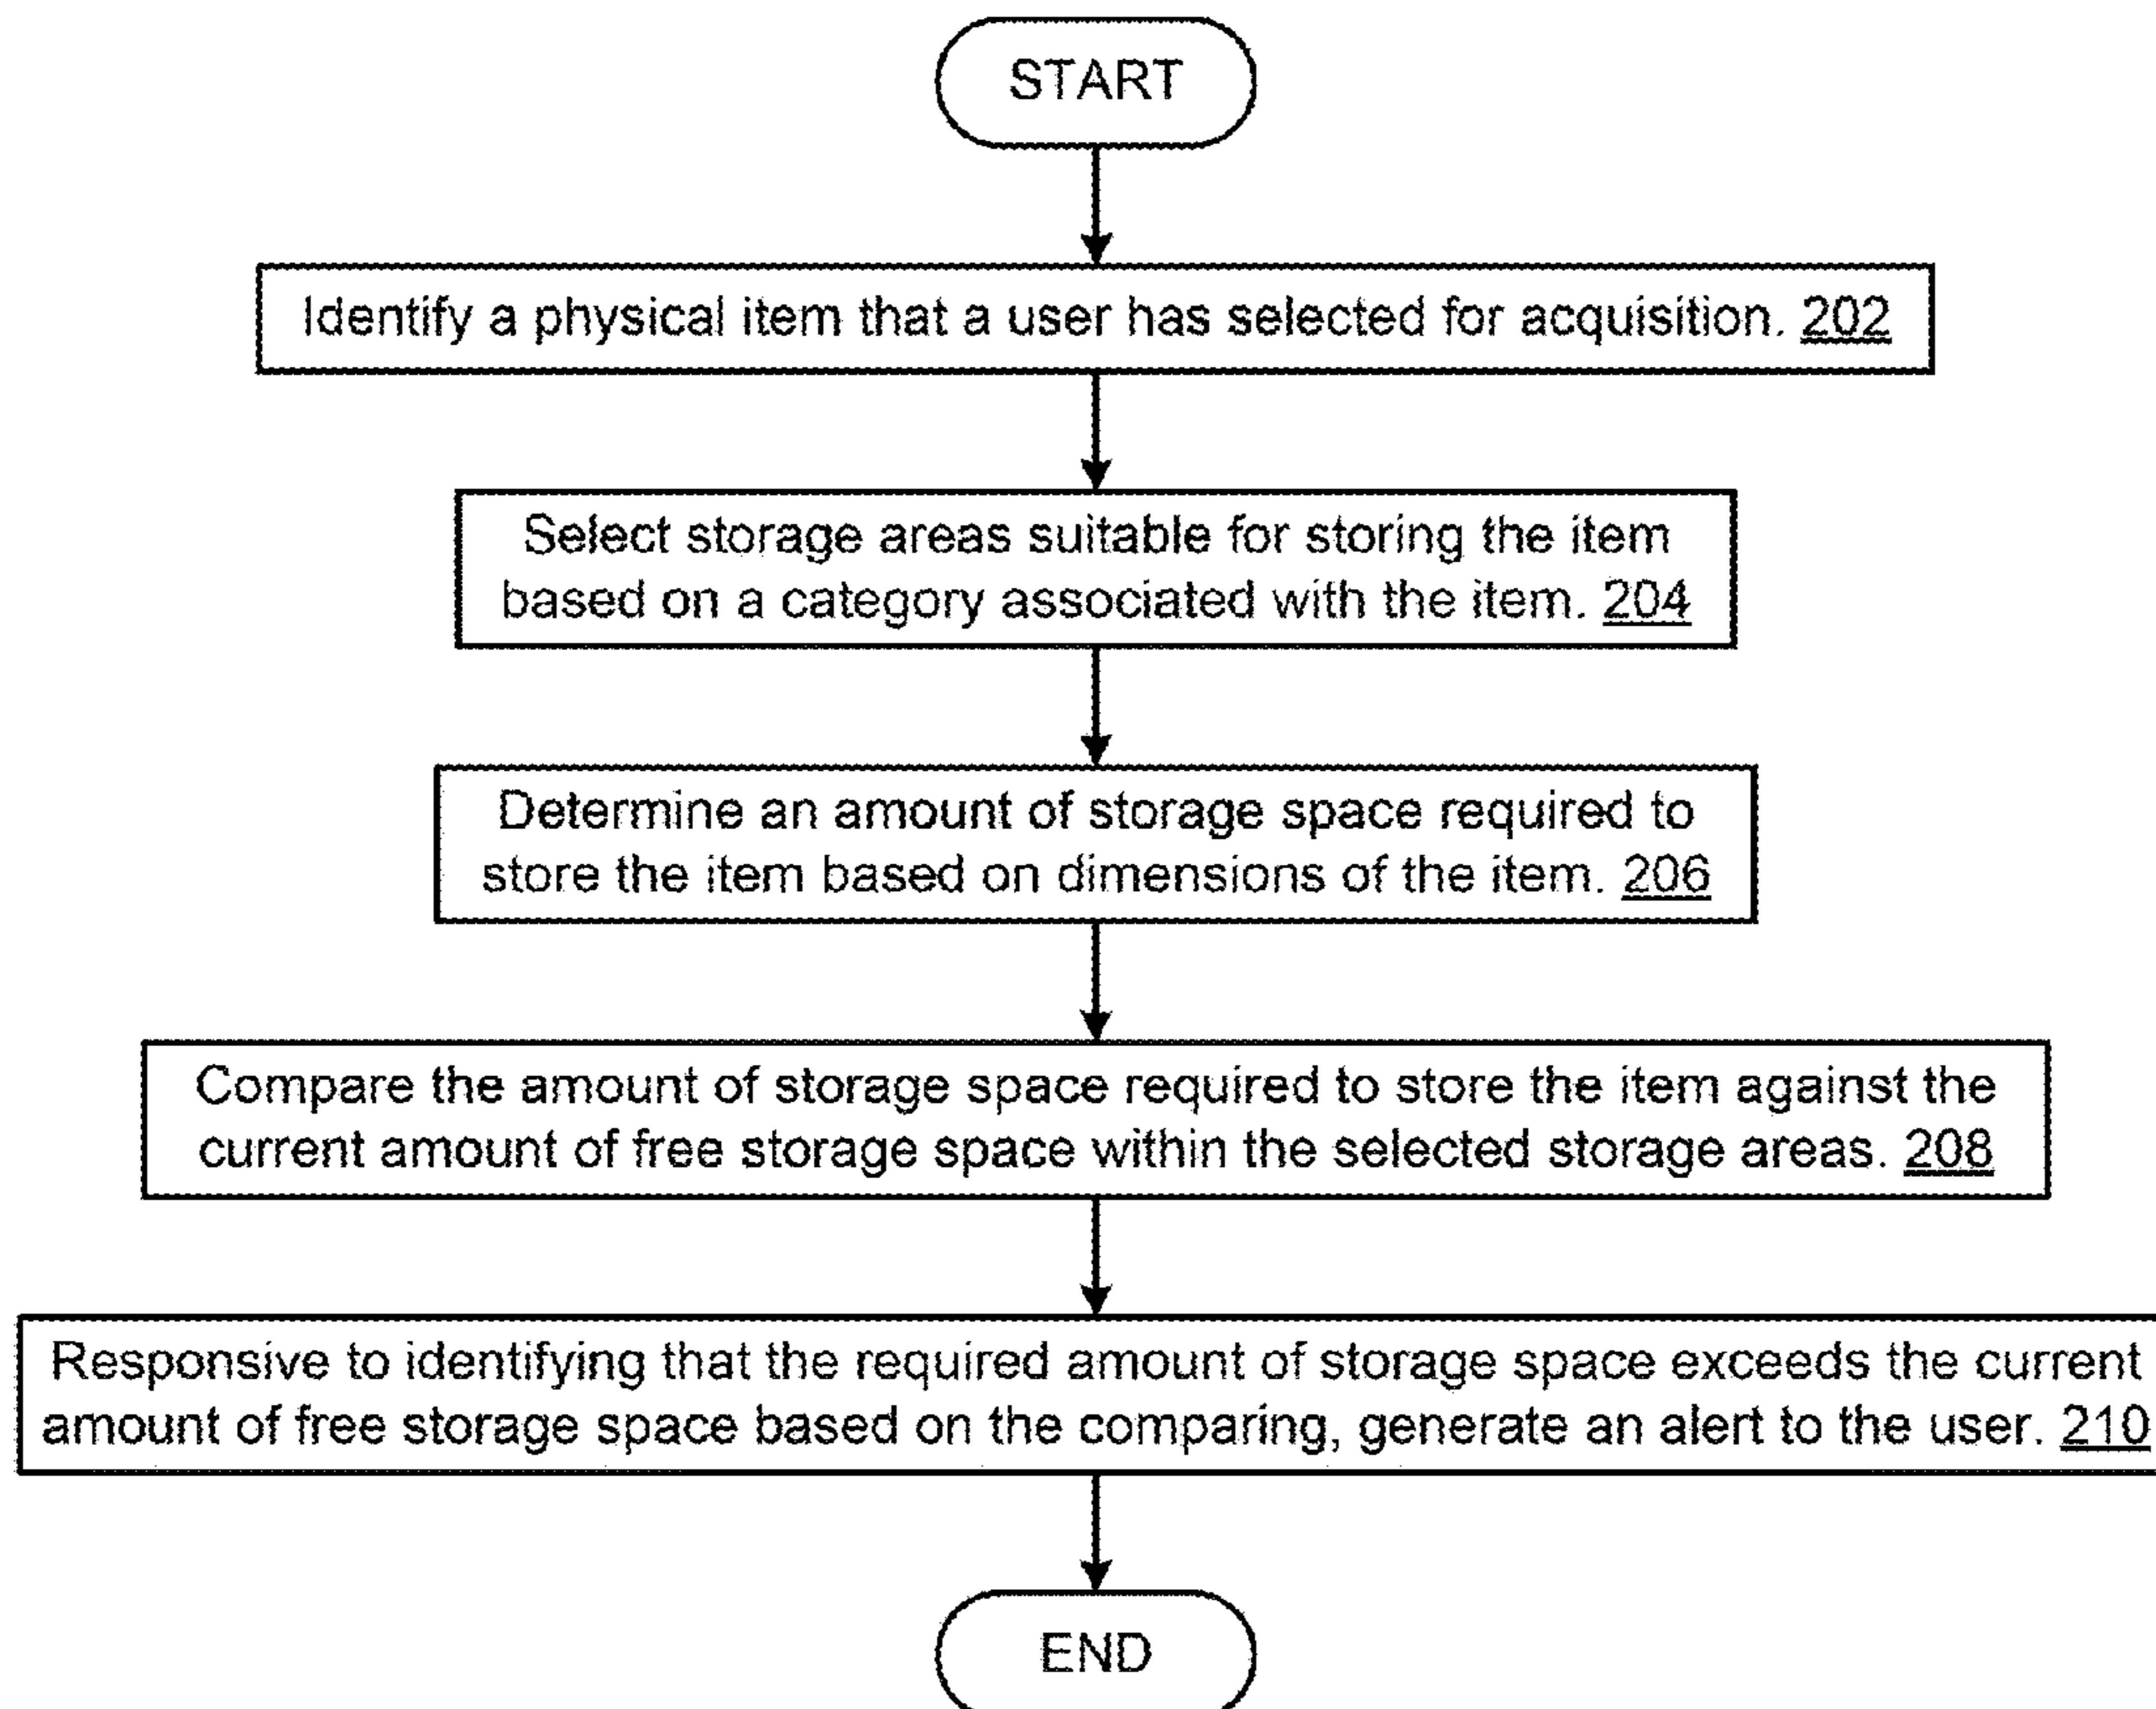 START
Identify a physical item that a user has selected for acquisition. 202
Select storage areas suitable for storing the item
based on a category associated with the item. 204
Determine an amount of storage space required to
store the item based on dimensions of the item. 206
Compare the amount of storage space required to store the item against the
current amount of free storage space within the selected storage areas. 208
Responsive to identifying that the required amount of storage space exceeds the current
amount of free storage space based on the comparing, generate an alert to the user. 210
END